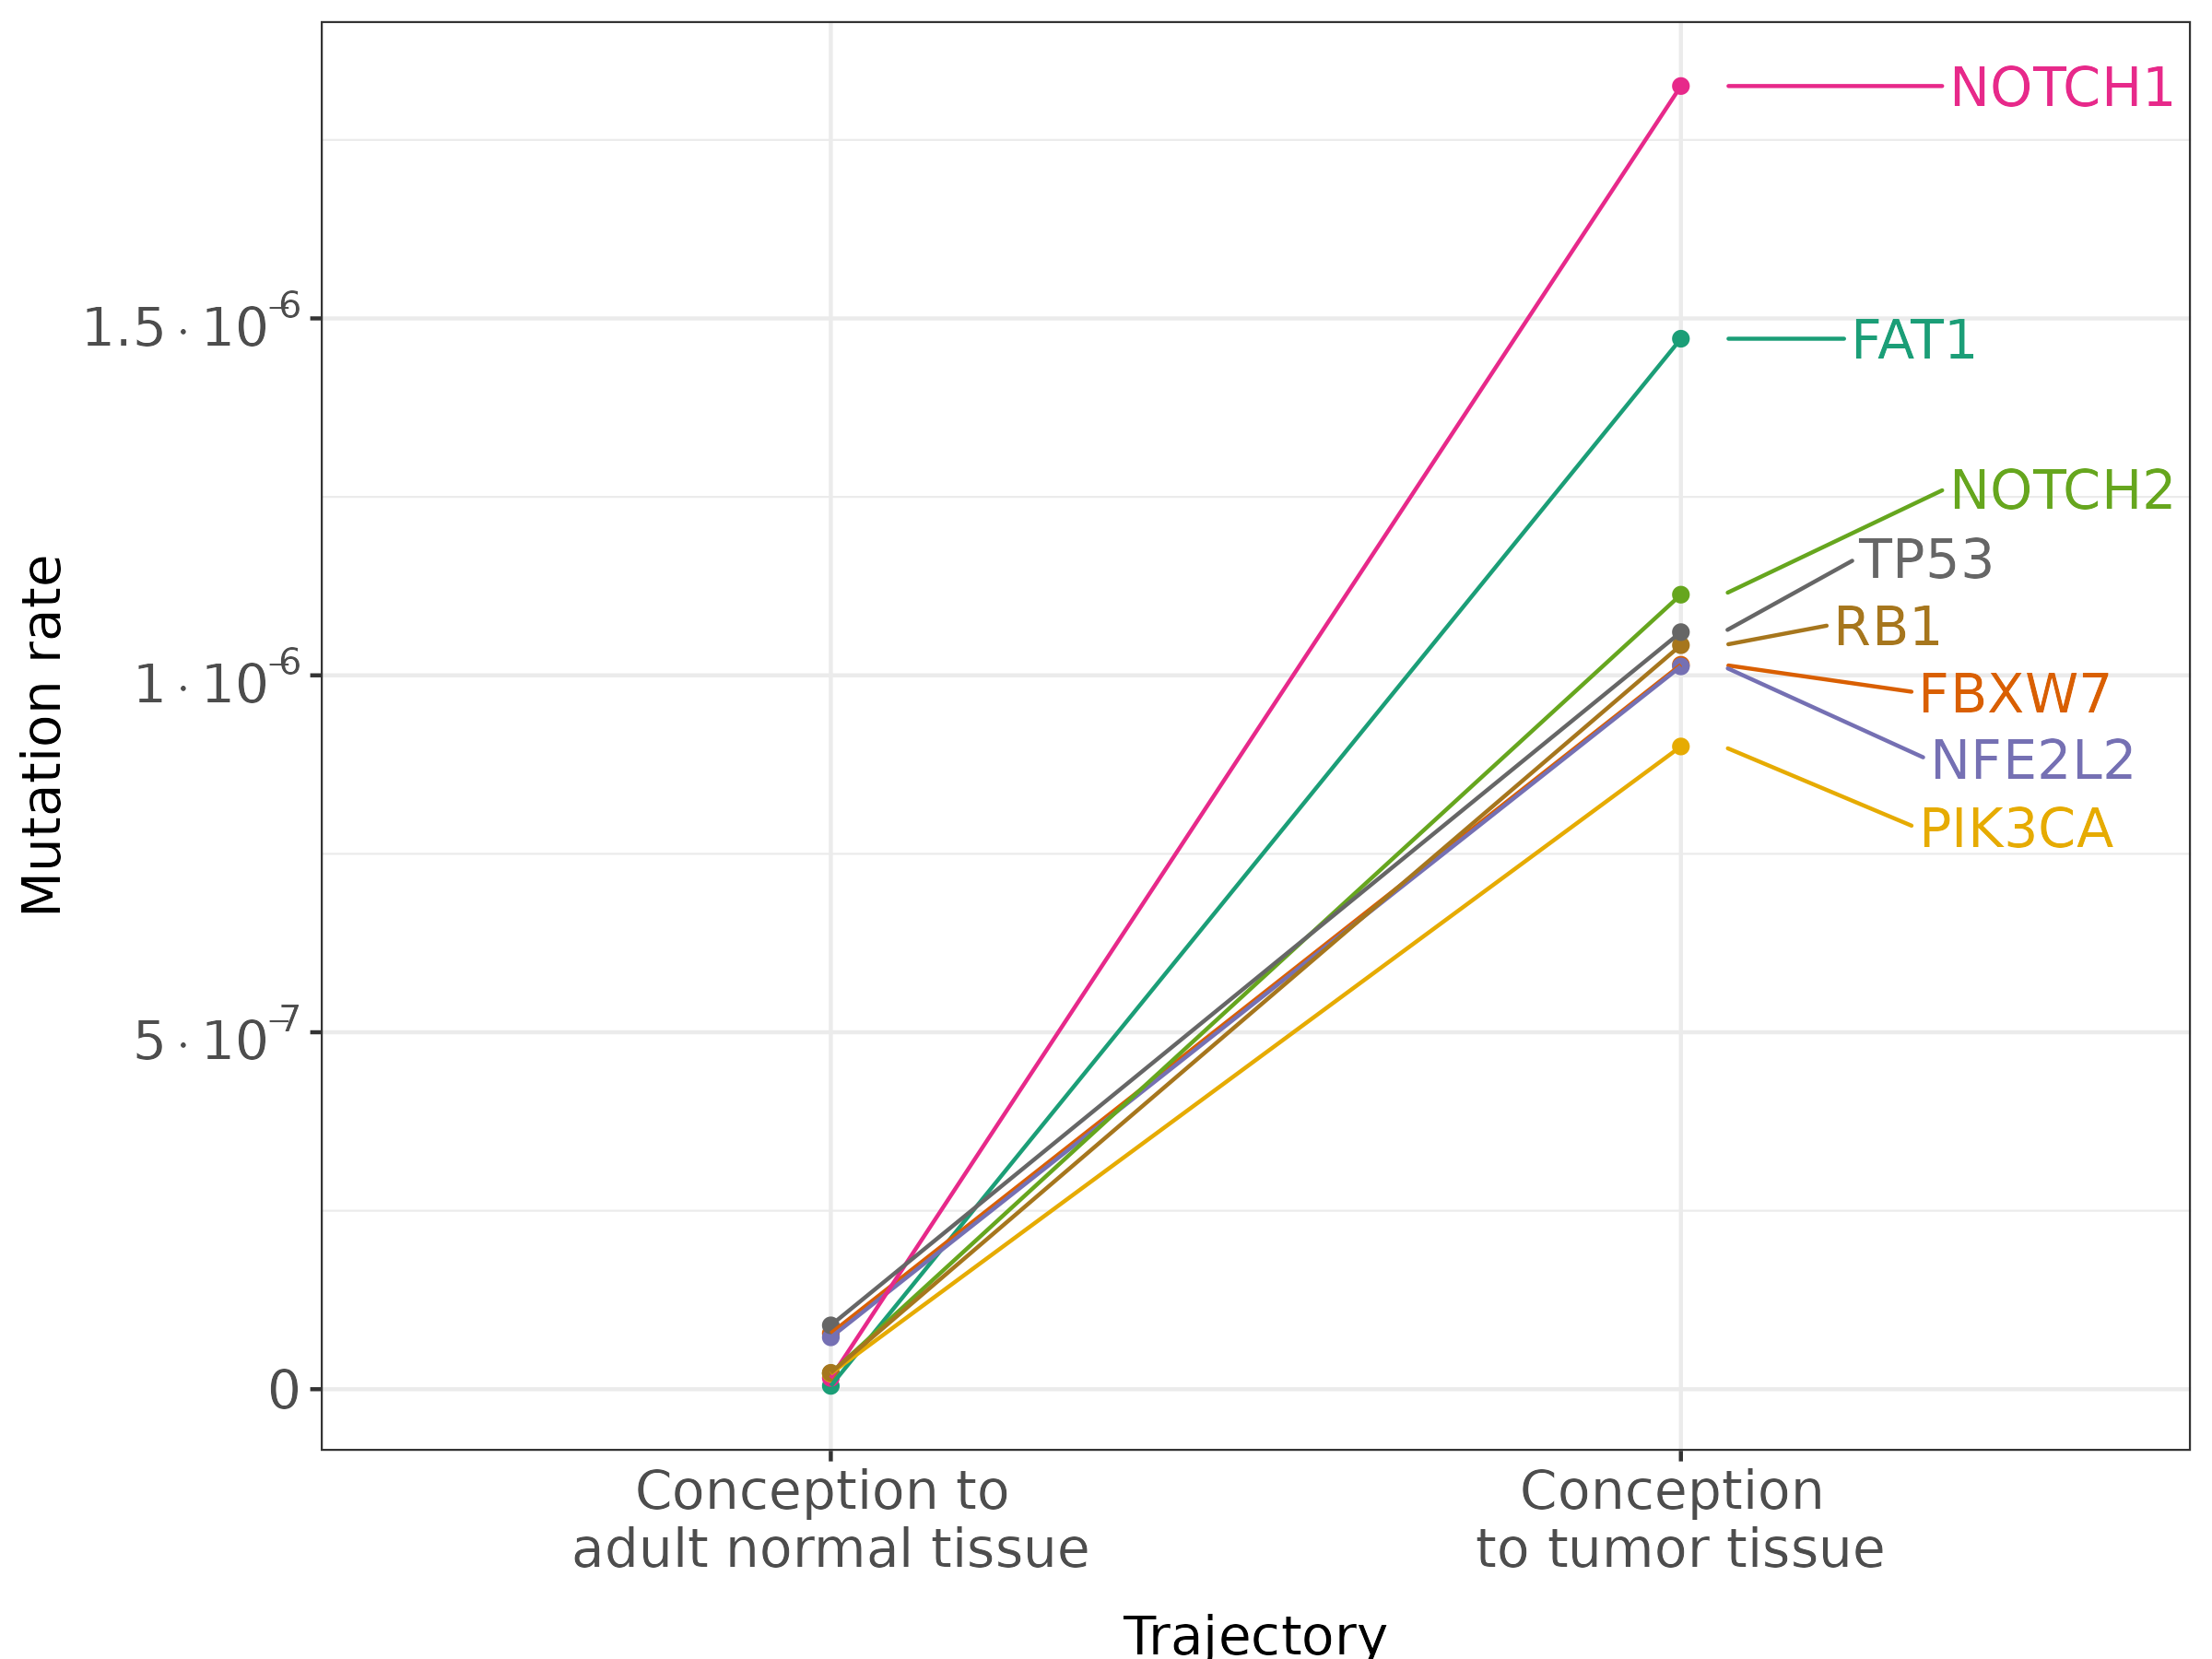 Mutation rate
1.5 · 10⁻⁶
1 · 10⁻⁶
5 · 10⁻⁷
0
NOTCH1
FAT1
NOTCH2
TP53
RB1
FBXW7
NFE2L2
PIK3CA
Conception to
adult normal tissue
Conception
to tumor tissue
Trajectory